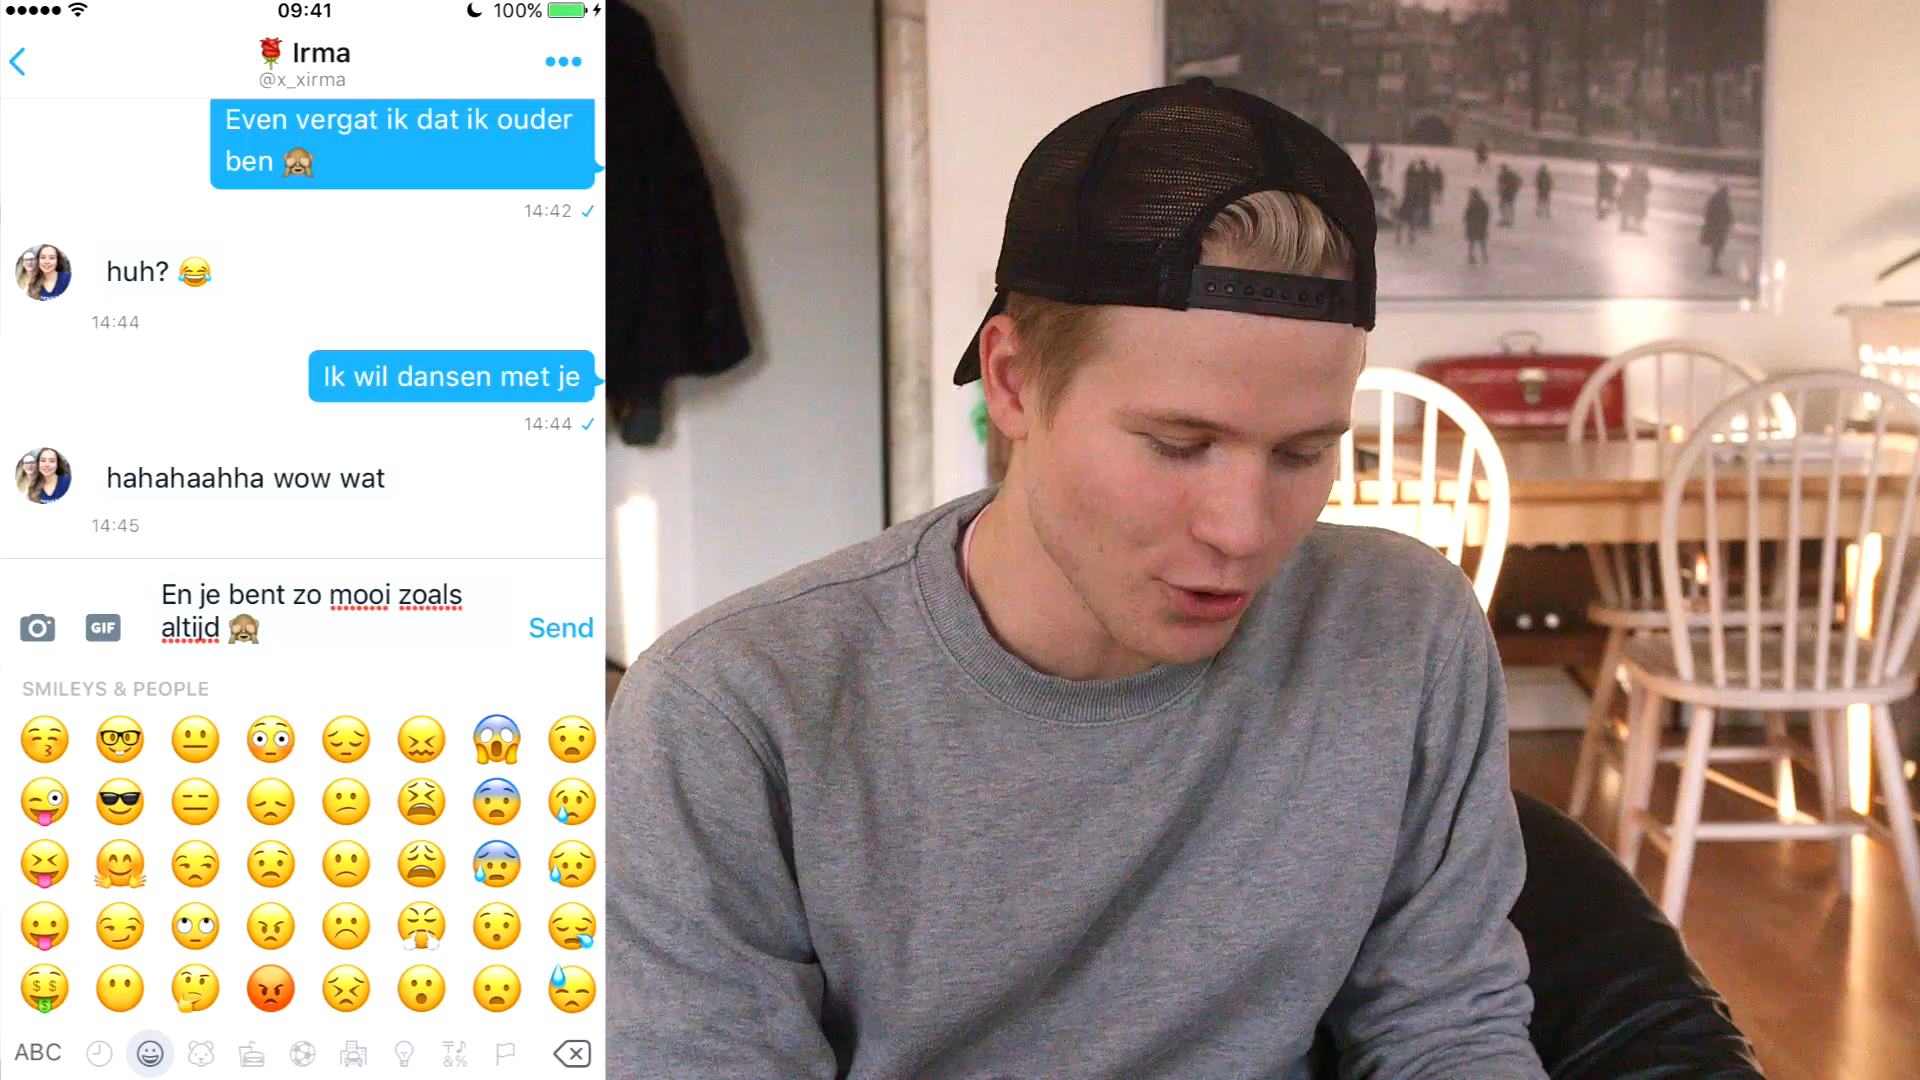 09:41
100%
🌹 Irma
@x_xirma
Even vergat ik dat ik ouder
ben 🙈
14:42 ✓
huh? 😂
14:44
Ik wil dansen met je
14:44 ✓
hahahaahha wow wat
14:45
En je bent zo mooi zoals
altijd 🙈
GIF
Send
SMILEYS & PEOPLE
ABC